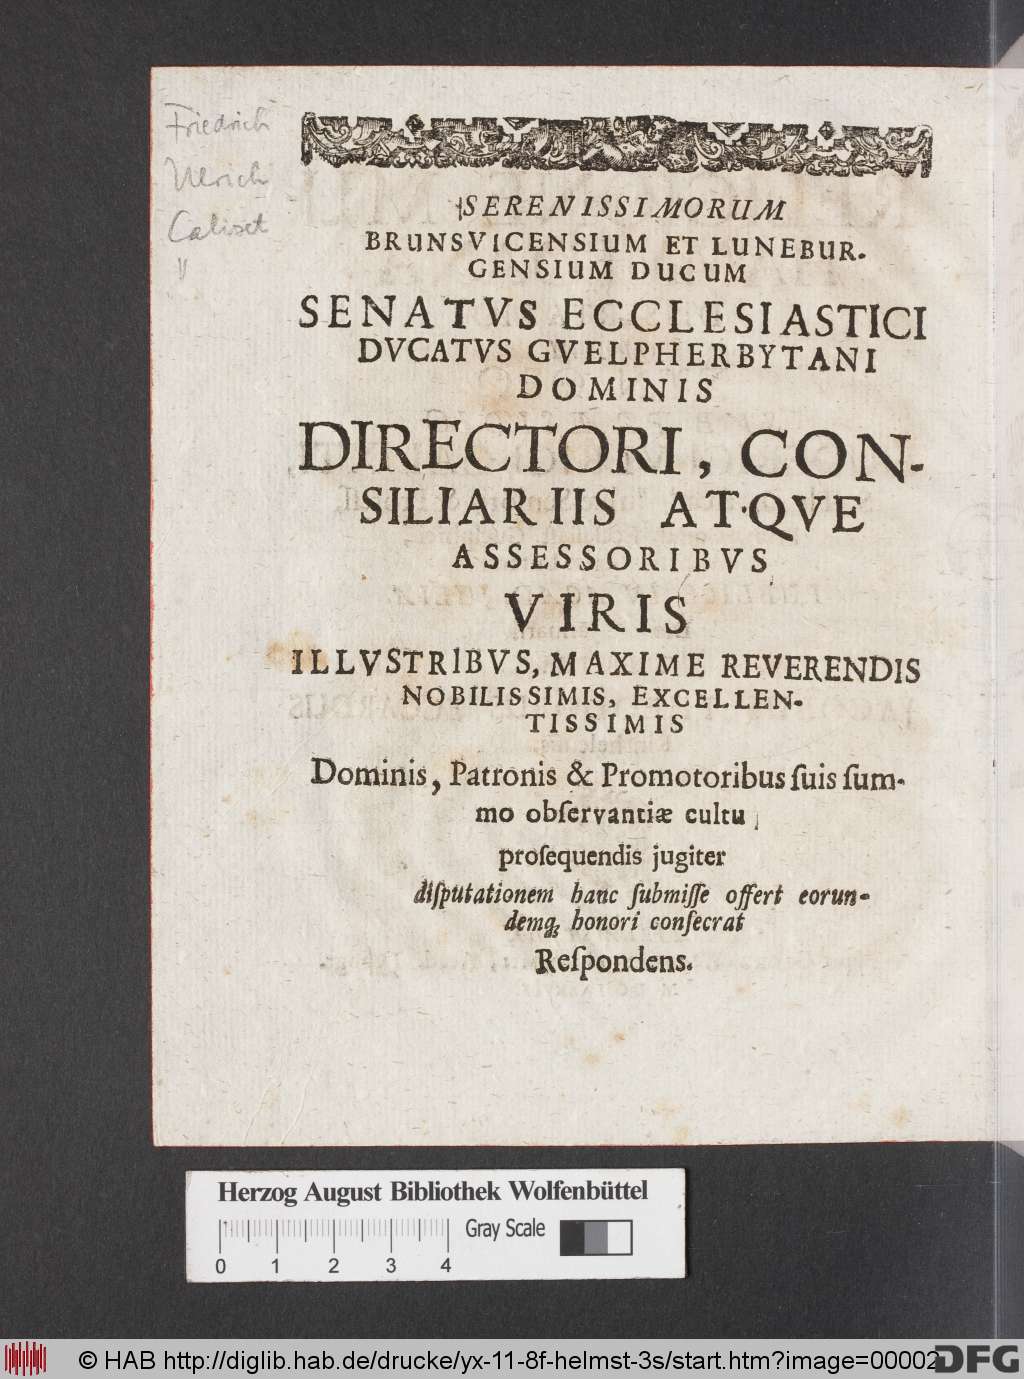 Friedrich
Ulrich
Calixt
SERENISSIMORUM
BRUNSVICENSIUM ET LUNEBUR-
GENSIUM DUCUM
SENATVS ECCLESIASTICI
DVCATVS GVELPHERBYTANI
DOMINIS
DIRECTORI, CON-
SILIARIIS ATQVE
ASSESSORIBVS
VIRIS
ILLVSTRIBVS, MAXIME REVERENDIS
NOBILISSIMIS, EXCELLEN-
TISSIMIS
Dominis, Patronis & Promotoribus ſuis ſum-
mo obſervantiæ cultu
proſequendis jugiter
diſputationem hanc ſubmiſſe offert eorun-
demq; honori conſecrat
Reſpondens.
Herzog August Bibliothek Wolfenbüttel
Gray Scale
0 1 2 3 4
© HAB http://diglib.hab.de/drucke/yx-11-8f-helmst-3s/start.htm?image=00002
DFG